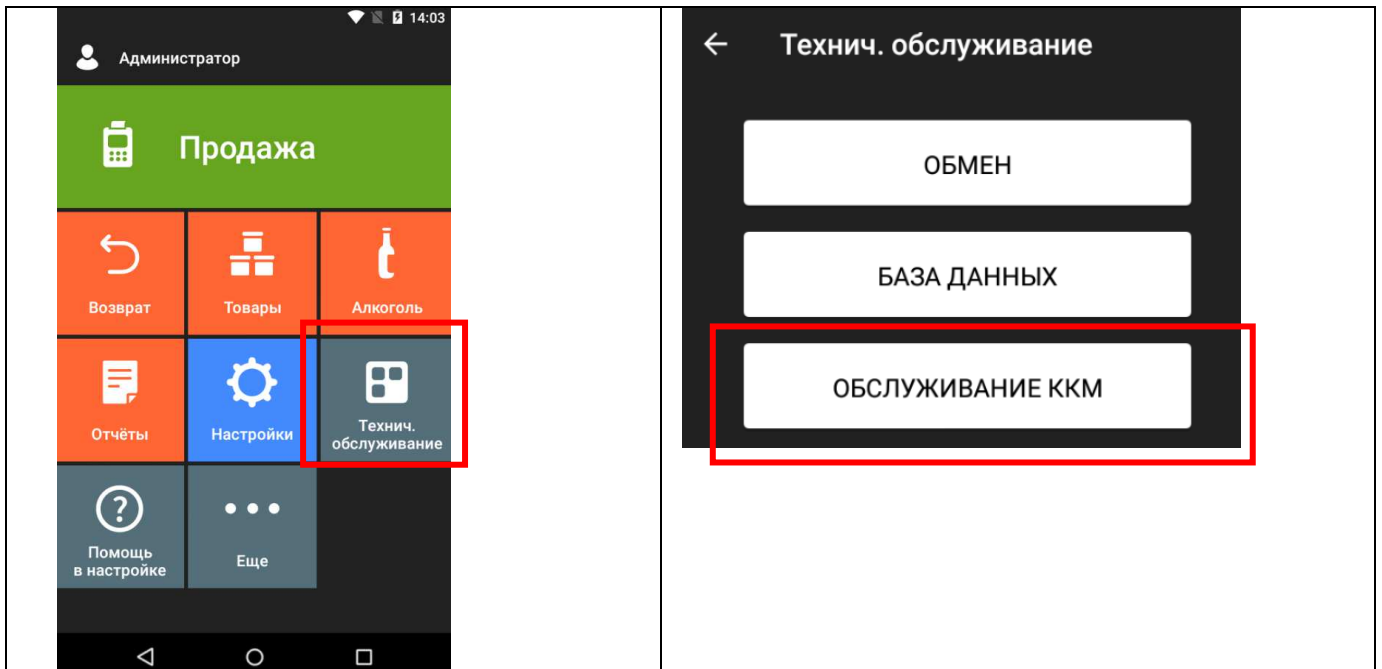 14:03
Администратор
Продажа
Возврат
Товары
Алкоголь
Отчёты
Настройки
Технич.
обслуживание
?
Помощь
в настройке
Еще
Технич. обслуживание
ОБМЕН
БАЗА ДАННЫХ
ОБСЛУЖИВАНИЕ ККМ